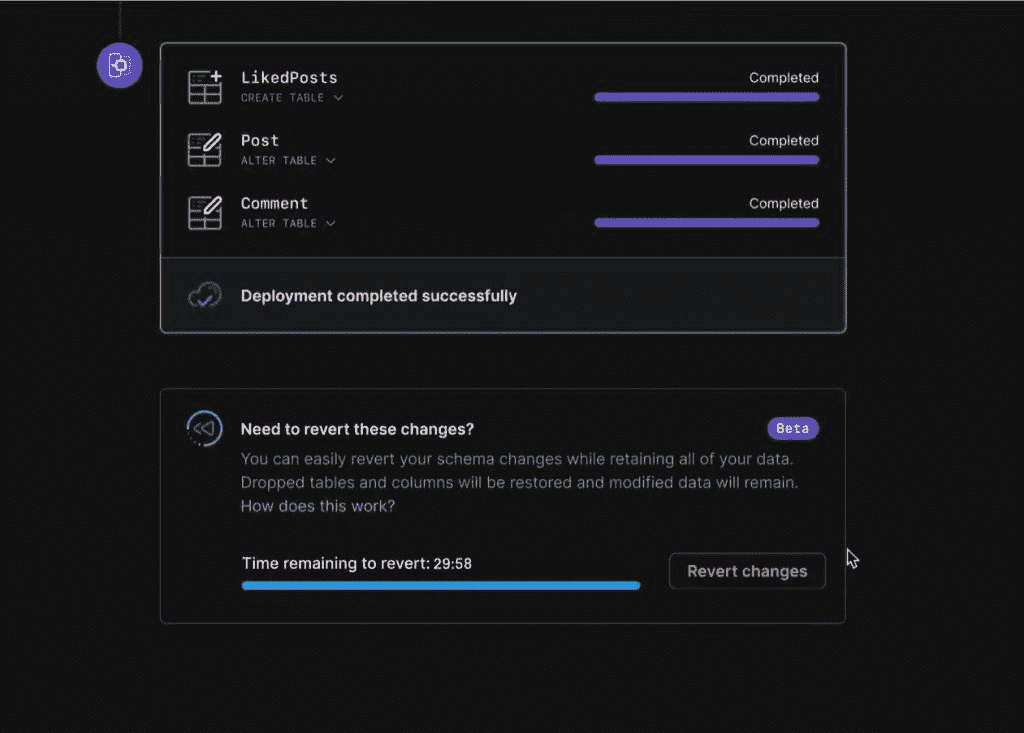 LikedPosts
Completed
CREATE TABLE
Post
Completed
ALTER TABLE
Comment
Completed
ALTER TABLE
Deployment completed successfully
Need to revert these changes?
Beta
You can easily revert your schema changes while retaining all of your data.
Dropped tables and columns will be restored and modified data will remain.
How does this work?
Time remaining to revert: 29:58
Revert changes